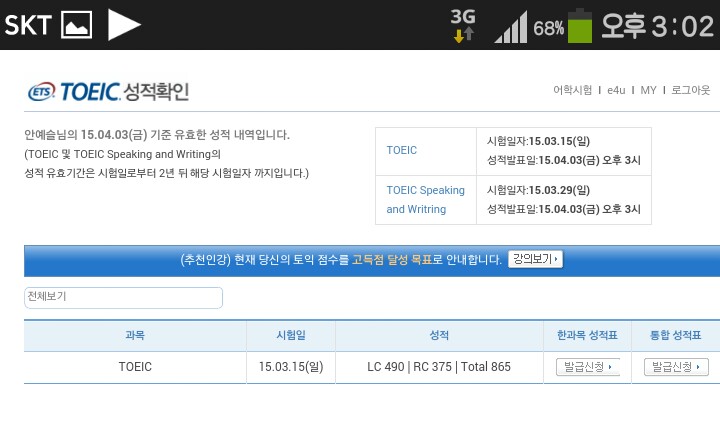 SKT 3G 68% 오후 3:02
ETS TOEIC 성적확인
어학시험 | e4u | MY | 로그아웃
안예슬님의 15.04.03(금) 기준 유효한 성적 내역입니다.
(TOEIC 및 TOEIC Speaking and Writing의
성적 유효기간은 시험일로부터 2년 뒤 해당 시험일자 까지입니다.)
TOEIC
시험일자:15.03.15(일)
성적발표일:15.04.03(금) 오후 3시
TOEIC Speaking
and Writring
시험일자:15.03.29(일)
성적발표일:15.04.03(금) 오후 3시
(추천인강) 현재 당신의 토익 점수를 고득점 달성 목표로 안내합니다. 강의보기
전체보기
과목 시험일 성적 한과목 성적표 통합 성적표
TOEIC 15.03.15(일) LC 490 | RC 375 | Total 865 발급신청 발급신청